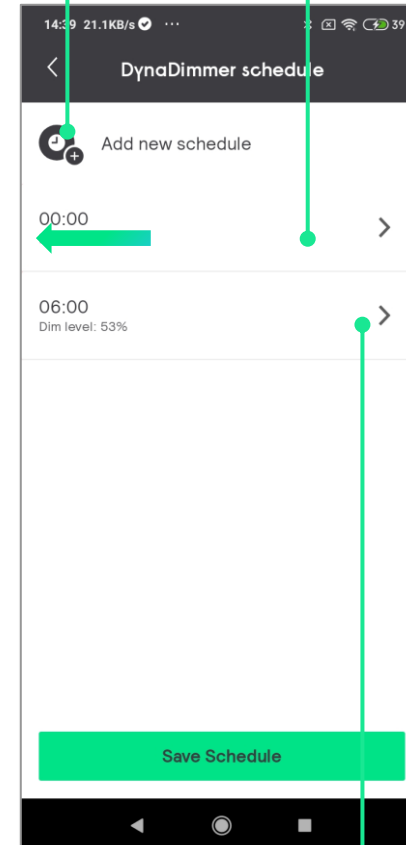 14:39 21.1KB/s ··· 39
DynaDimmer schedule
Add new schedule
00:00
06:00
Dim level: 53%
Save Schedule